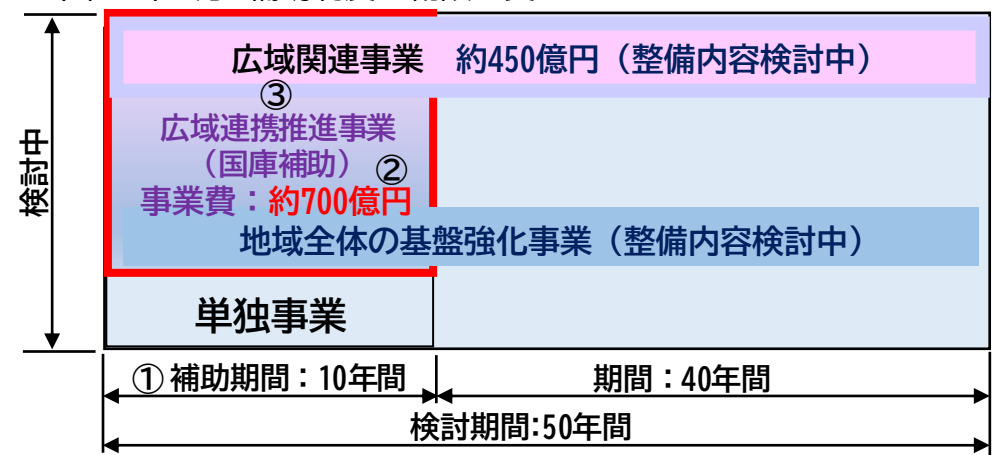 広域関連事業 約450億円（整備内容検討中）
③
広域連携推進事業
（国庫補助） ②
事業費：約700億円
地域全体の基盤強化事業（整備内容検討中）
単独事業
検討中
①補助期間：10年間
期間：40年間
検討期間:50年間